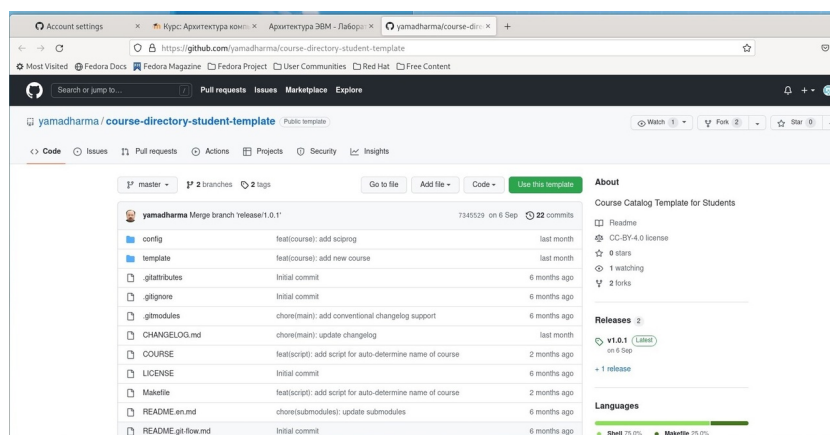 Account settings × Курс: Архитектура комп × Архитектура ЭВМ - Лаборат × yamadharma/course-dire × +
https://github.com/yamadharma/course-directory-student-template
Most Visited Fedora Docs Fedora Magazine Fedora Project User Communities Red Hat Free Content
Search or jump to... / Pull requests Issues Marketplace Explore
yamadharma / course-directory-student-template Public template
Watch 1 Fork 2 Star 0
<> Code Issues Pull requests Actions Projects Security Insights
master 2 branches 2 tags Go to file Add file Code Use this template
yamadharma Merge branch 'release/1.0.1' 7345529 on 6 Sep 22 commits
config feat(course): add sciprog last month
template feat(course): add new course last month
.gitattributes Initial commit 6 months ago
.gitignore Initial commit 6 months ago
.gitmodules chore(main): add conventional changelog support 6 months ago
CHANGELOG.md chore(main): update changelog last month
COURSE feat(script): add script for auto-determine name of course 2 months ago
LICENSE Initial commit 6 months ago
Makefile feat(script): add script for auto-determine name of course 2 months ago
README.en.md chore(submodules): update submodules 6 months ago
README.git-flow.md Initial commit 6 months ago
About
Course Catalog Template for Students
Readme
CC-BY-4.0 license
0 stars
1 watching
2 forks
Releases 2
v1.0.1 Latest
on 6 Sep
+ 1 release
Languages
Shell 75.0% Makefile 25.0%